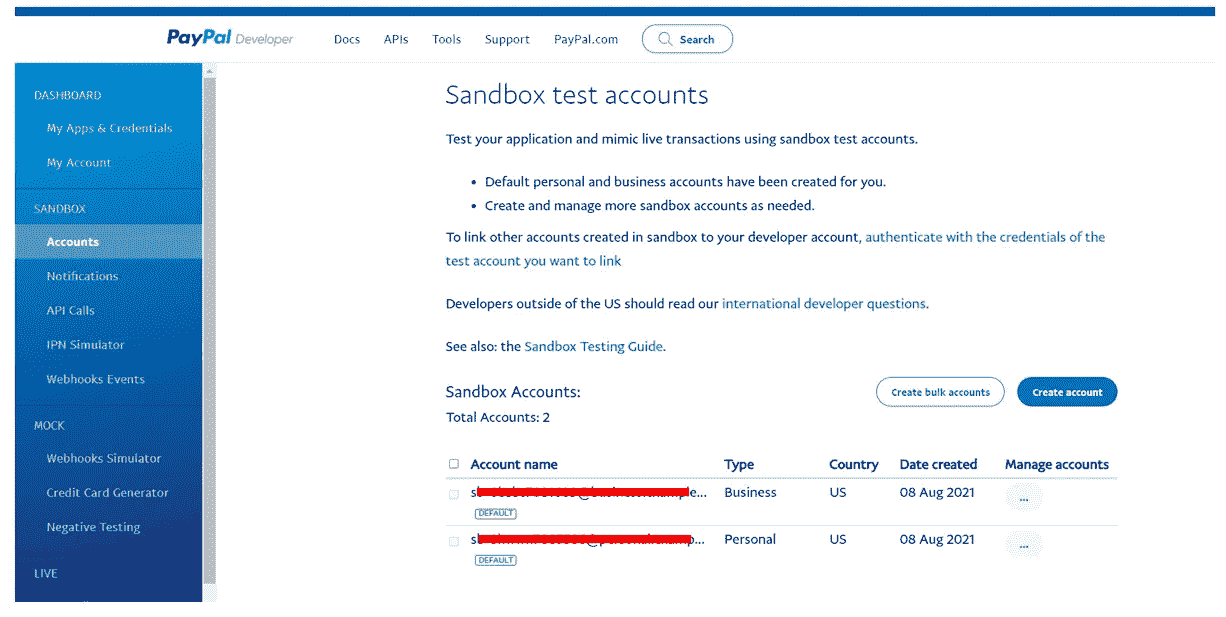 PayPal Developer
Docs APIs Tools Support PayPal.com Search
DASHBOARD
My Apps & Credentials
My Account
SANDBOX
Accounts
Notifications
API Calls
IPN Simulator
Webhooks Events
MOCK
Webhooks Simulator
Credit Card Generator
Negative Testing
LIVE
Sandbox test accounts
Test your application and mimic live transactions using sandbox test accounts.
• Default personal and business accounts have been created for you.
• Create and manage more sandbox accounts as needed.
To link other accounts created in sandbox to your developer account, authenticate with the credentials of the
test account you want to link
Developers outside of the US should read our international developer questions.
See also: the Sandbox Testing Guide.
Sandbox Accounts:
Total Accounts: 2
Create bulk accounts Create account
Account name Type Country Date created Manage accounts
Business US 08 Aug 2021 ...
DEFAULT
Personal US 08 Aug 2021 ...
DEFAULT